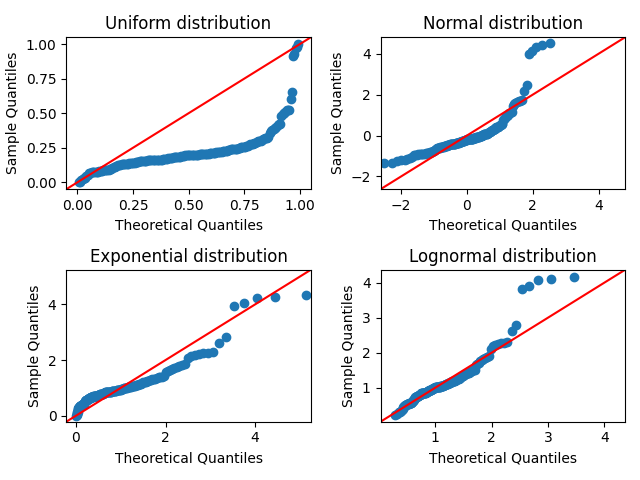 Uniform distribution
1.00
0.75
0.50
0.25
0.00
Sample Quantiles
0.00 0.25 0.50 0.75 1.00
Theoretical Quantiles
Normal distribution
4
2
0
−2
Sample Quantiles
−2 0 2 4
Theoretical Quantiles
Exponential distribution
4
2
0
Sample Quantiles
0 2 4
Theoretical Quantiles
Lognormal distribution
4
3
2
1
Sample Quantiles
1 2 3 4
Theoretical Quantiles